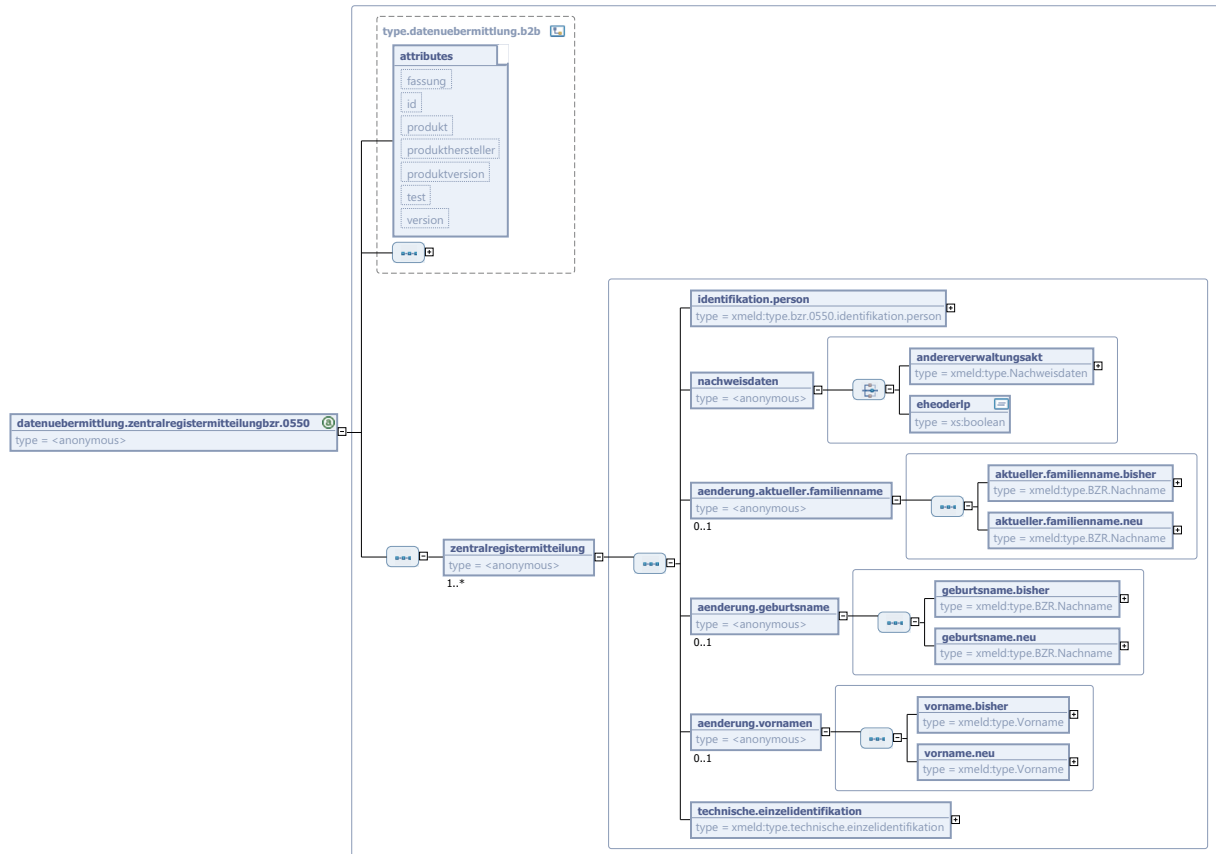 type.datenuebermittlung.b2b
attributes
fassung
id
produkt
produkthersteller
produktversion
test
version
datenuebermittlung.zentralregistermitteilungbzr.0550 a
type = <anonymous>
zentralregistermitteilung
type = <anonymous>
1..*
identifikation.person
type = xmeld:type.bzr.0550.identifikation.person
nachweisdaten
type = <anonymous>
andererverwaltungsakt
type = xmeld:type.Nachweisdaten
eheoderlp
type = xs:boolean
aenderung.aktueller.familienname
type = <anonymous>
0..1
aktueller.familienname.bisher
type = xmeld:type.BZR.Nachname
aktueller.familienname.neu
type = xmeld:type.BZR.Nachname
aenderung.geburtsname
type = <anonymous>
0..1
geburtsname.bisher
type = xmeld:type.BZR.Nachname
geburtsname.neu
type = xmeld:type.BZR.Nachname
aenderung.vornamen
type = <anonymous>
0..1
vorname.bisher
type = xmeld:type.Vorname
vorname.neu
type = xmeld:type.Vorname
technische.einzelidentifikation
type = xmeld:type.technische.einzelidentifikation